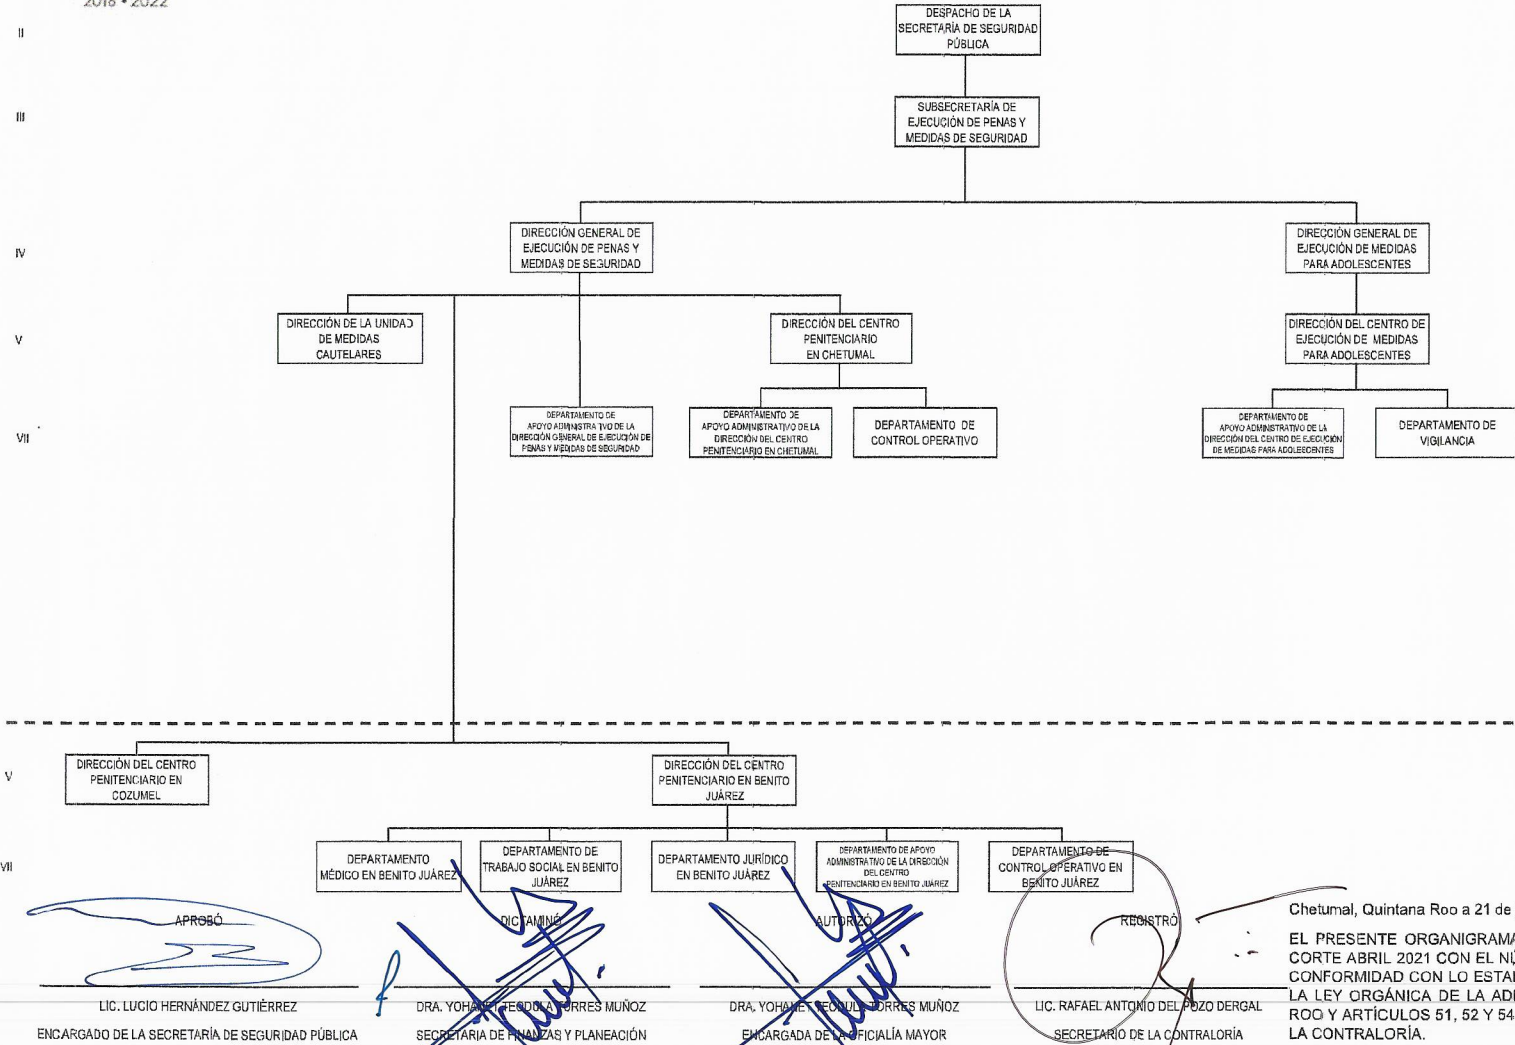 2016 • 2022
II
DESPACHO DE LA
SECRETARÍA DE SEGURIDAD
PÚBLICA
III
SUBSECRETARÍA DE
EJECUCIÓN DE PENAS Y
MEDIDAS DE SEGURIDAD
IV
DIRECCIÓN GENERAL DE
EJECUCIÓN DE PENAS Y
MEDIDAS DE SEGURIDAD
DIRECCIÓN GENERAL DE
EJECUCIÓN DE MEDIDAS
PARA ADOLESCENTES
V
DIRECCIÓN DE LA UNIDAD
DE MEDIDAS
CAUTELARES
DIRECCIÓN DEL CENTRO
PENITENCIARIO
EN CHETUMAL
DIRECCIÓN DEL CENTRO DE
EJECUCIÓN DE MEDIDAS
PARA ADOLESCENTES
VII
DEPARTAMENTO DE
APOYO ADMINISTRATIVO DE LA
DIRECCIÓN GENERAL DE EJECUCIÓN DE
PENAS Y MEDIDAS DE SEGURIDAD
DEPARTAMENTO DE
APOYO ADMINISTRATIVO DE LA
DIRECCIÓN DEL CENTRO
PENITENCIARIO EN CHETUMAL
DEPARTAMENTO DE
CONTROL OPERATIVO
DEPARTAMENTO DE
APOYO ADMINISTRATIVO DE LA
DIRECCIÓN DEL CENTRO DE EJECUCIÓN
DE MEDIDAS PARA ADOLESCENTES
DEPARTAMENTO DE
VIGILANCIA
V
DIRECCIÓN DEL CENTRO
PENITENCIARIO EN
COZUMEL
DIRECCIÓN DEL CENTRO
PENITENCIARIO EN BENITO
JUÁREZ
VII
DEPARTAMENTO
MÉDICO EN BENITO JUÁREZ
DEPARTAMENTO DE
TRABAJO SOCIAL EN BENITO
JUÁREZ
DEPARTAMENTO JURÍDICO
EN BENITO JUÁREZ
DEPARTAMENTO DE APOYO
ADMINISTRATIVO DE LA DIRECCIÓN
DEL CENTRO
PENITENCIARIO EN BENITO JUÁREZ
DEPARTAMENTO DE
CONTROL OPERATIVO EN
BENITO JUÁREZ
APROBÓ
LIC. LUCIO HERNÁNDEZ GUTIÉRREZ
ENCARGADO DE LA SECRETARÍA DE SEGURIDAD PÚBLICA
DICTAMINÓ
DRA. YOHANET TEODULA TORRES MUÑOZ
SECRETARIA DE FINANZAS Y PLANEACIÓN
AUTORIZÓ
DRA. YOHANET TEODULA TORRES MUÑOZ
ENCARGADA DE LA OFICIALÍA MAYOR
REGISTRÓ
LIC. RAFAEL ANTONIO DEL POZO DERGAL
SECRETARIO DE LA CONTRALORÍA
Chetumal, Quintana Roo a 21 de
EL PRESENTE ORGANIGRAMA
CORTE ABRIL 2021 CON EL
CONFORMIDAD CON LO
LA LEY ORGÁNICA DE LA
ROO Y ARTÍCULOS 51, 52 Y 54
LA CONTRALORÍA.